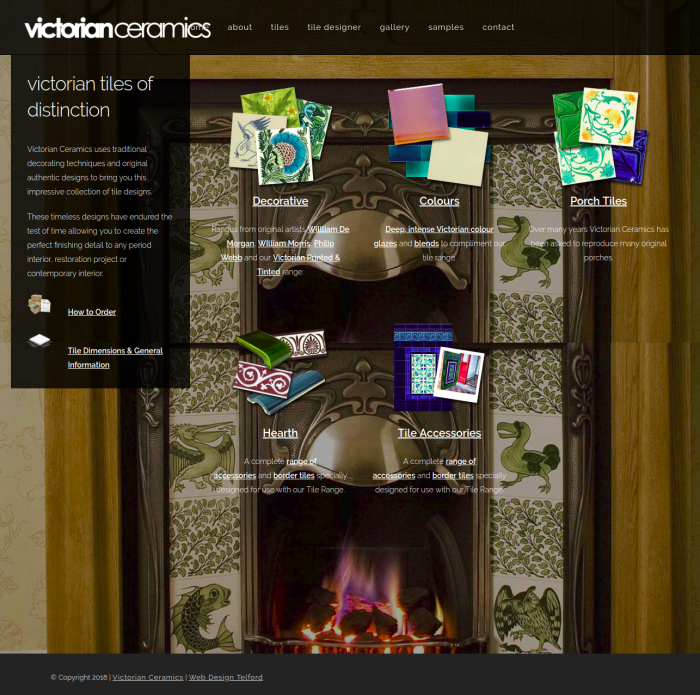 victorianceramics
home about tiles tile designer gallery samples contact
victorian tiles of
distinction
Victorian Ceramics uses traditional
decorating techniques and original
authentic designs to bring you this
impressive collection of tile designs.
These timeless designs have endured the
test of time allowing you to create the
perfect finishing detail to any period
interior, restoration project or
contemporary interior.
How to Order
Tile Dimensions & General
Information
Decorative
Ranges from original artists William De
Morgan, William Morris, Philip
Webb and our Victorian Printed &
Tinted range.
Colours
Deep, intense Victorian colour
glazes and blends to compliment our
tile range.
Porch Tiles
Over many years Victorian Ceramics has
been asked to reproduce many original
porches.
Hearth
A complete range of
accessories and border tiles specially
designed for use with our Tile Range.
Tile Accessories
A complete range of
accessories and border tiles specially
designed for use with our Tile Range.
© Copyright 2018 | Victorian Ceramics | Web Design Telford